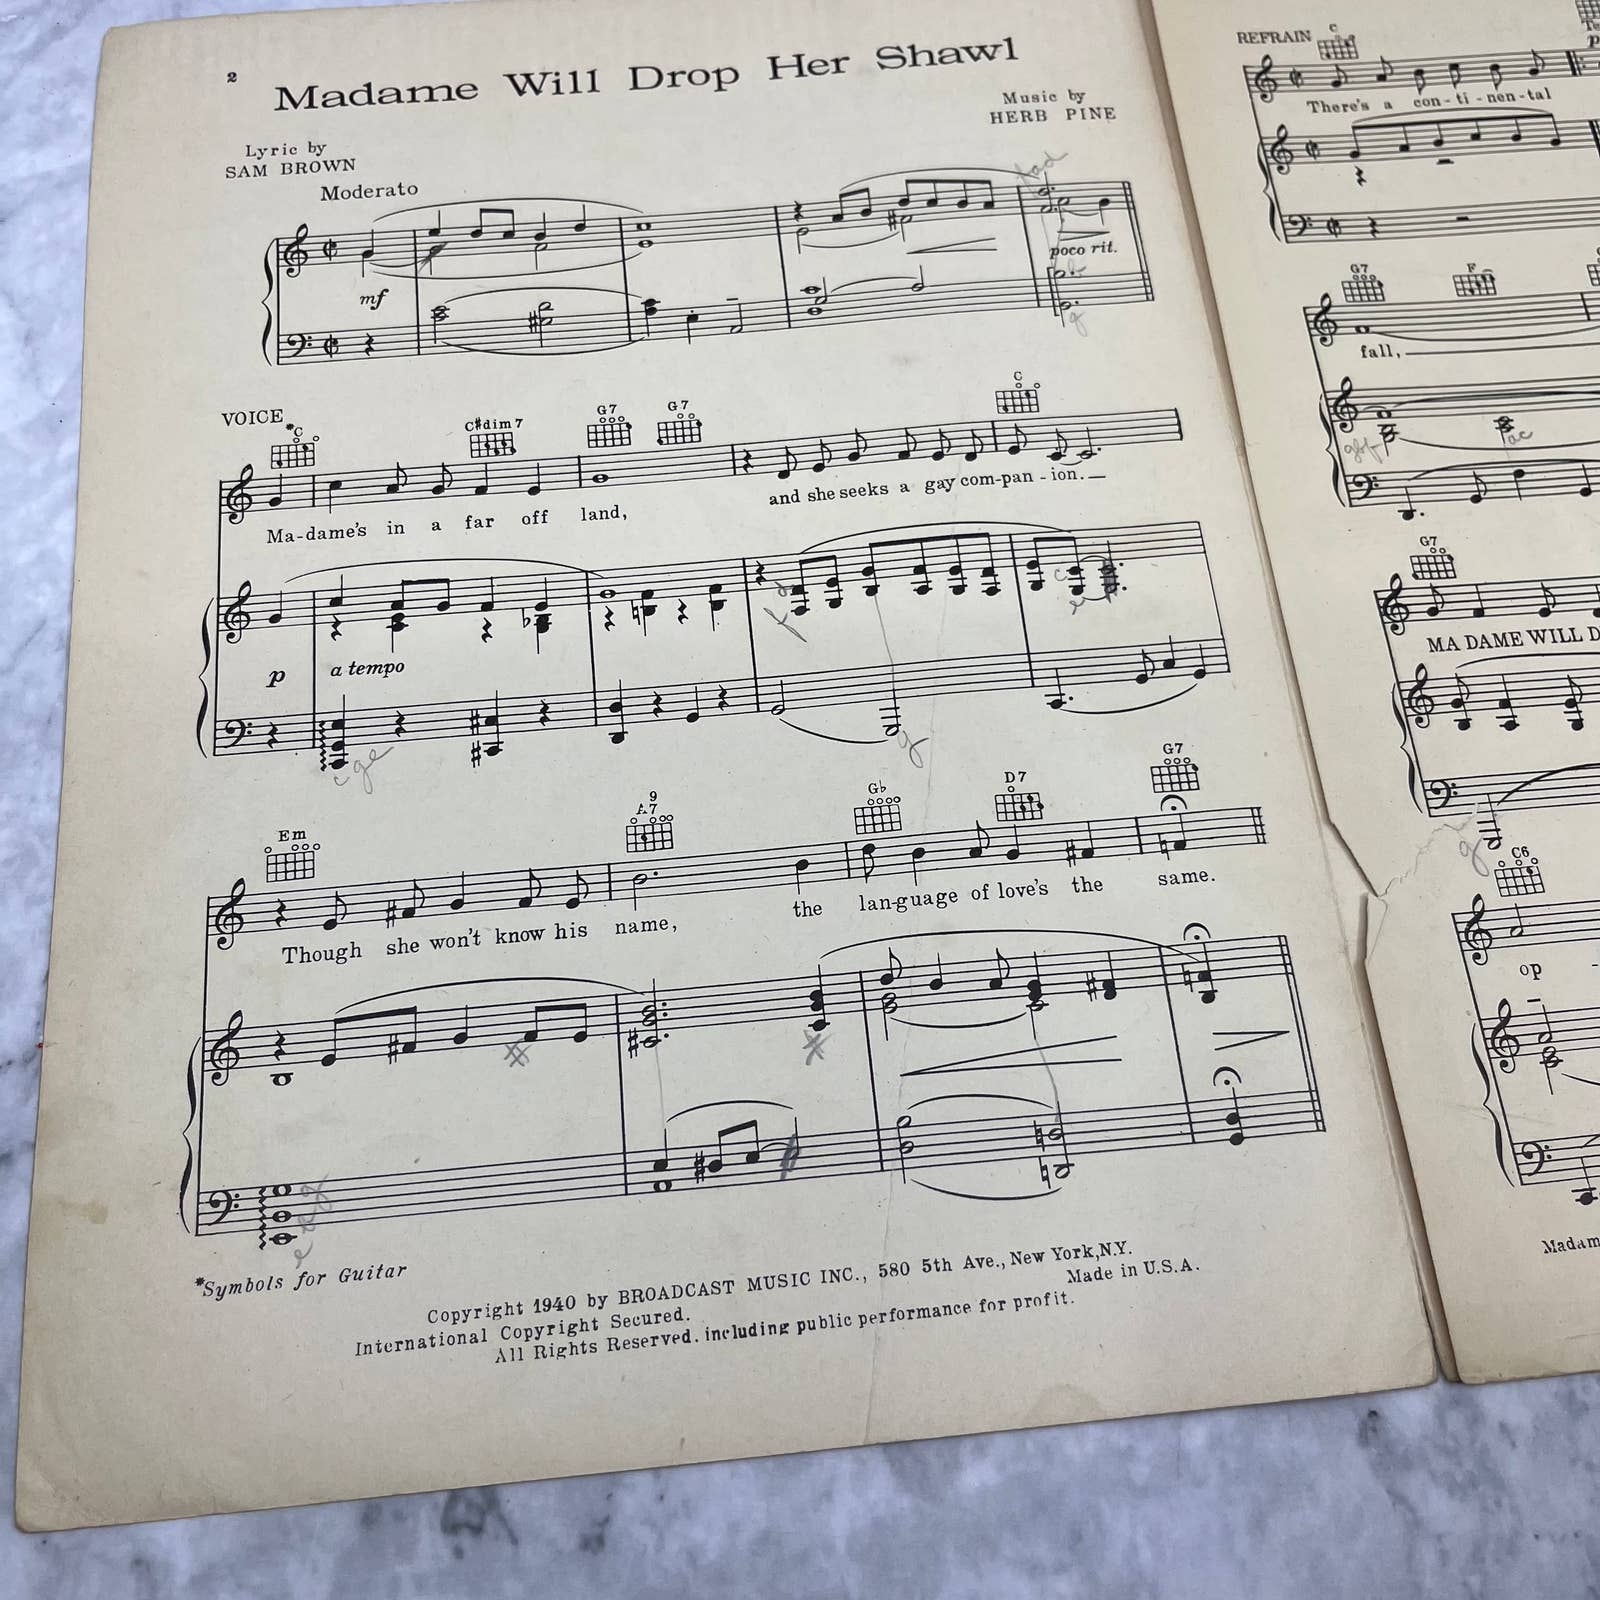 2
Madame Will Drop Her Shawl
Music by
HERB PINE
Lyric by
SAM BROWN
Moderato
fad
mf
poco rit.
g
VOICE
*C C#dim7 G7 G7 C
Ma-dame's in a far off land, and she seeks a gay com-pan-ion.
p a tempo
c ge
g
Em A7 9 Gb D7 G7
Though she won't know his name, the lan-guage of love's the same.
*Symbols for Guitar
Copyright 1940 by BROADCAST MUSIC INC., 580 5th Ave., New York, N.Y.
International Copyright Secured. Made in U.S.A.
All Rights Reserved. including public performance for profit.
REFRAIN
C
There's a con-ti-nen-tal
G7 F
fall,
gbf ac
G7
MA DAME WILL D
g
C6
op -
Madam